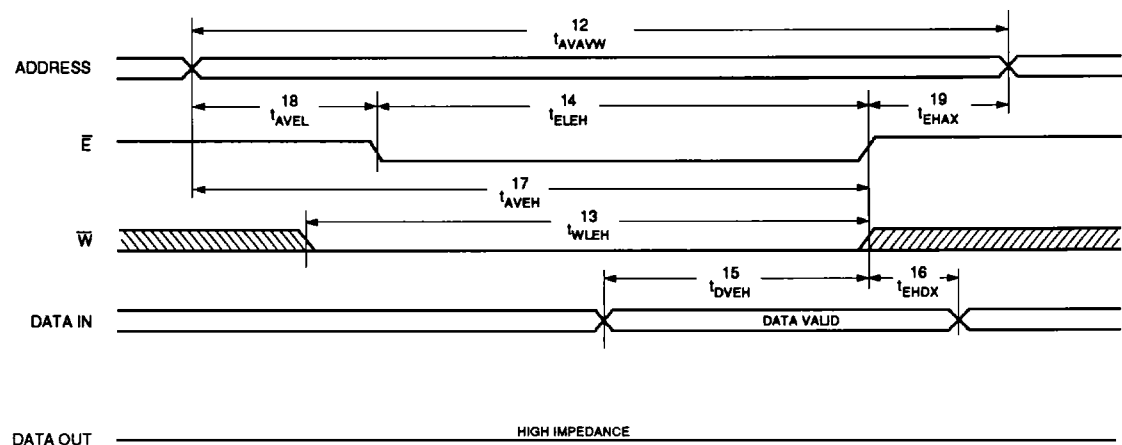 12
tAVAVW
ADDRESS
18
tAVEL
14
tELEH
19
tEHAX
E̅
17
tAVEH
13
tWLEH
W̅
15
tDVEH
16
tEHDX
DATA IN
DATA VALID
DATA OUT
HIGH IMPEDANCE